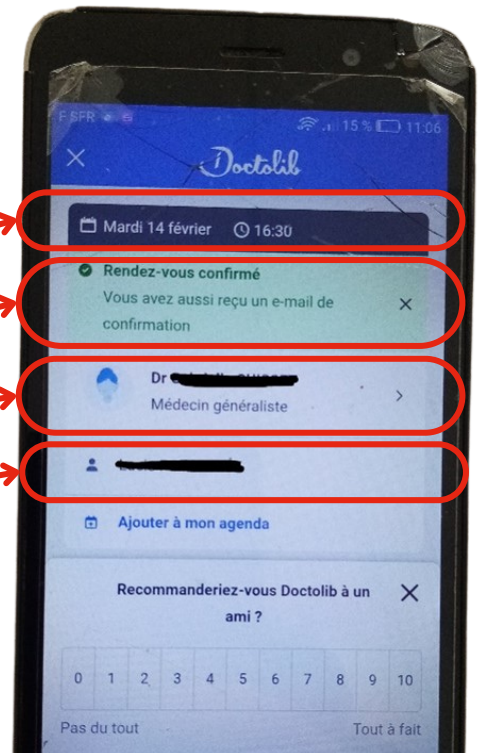 F SFR
15 % 11:06
Doctolib
Mardi 14 février 16:30
Rendez-vous confirmé
Vous avez aussi reçu un e-mail de
confirmation
Dr
Médecin généraliste
Ajouter à mon agenda
Recommanderiez-vous Doctolib à un
ami ?
0 1 2 3 4 5 6 7 8 9 10
Pas du tout Tout à fait